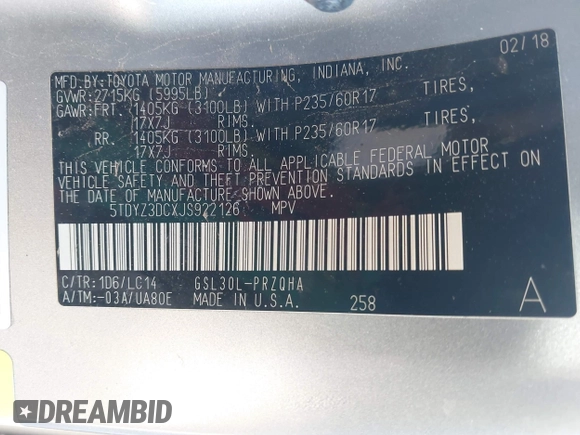 02/18
MFD.BY:TOYOTA MOTOR MANUFACTURING, INDIANA, INC.
GVWR:2715KG (5995LB)
GAWR:FRT. 1405KG (3100LB) WITH P235/60R17 TIRES,
17X7J RIMS.
RR. 1405KG (3100LB) WITH P235/60R17 TIRES,
17X7J RIMS.
THIS VEHICLE CONFORMS TO ALL APPLICABLE FEDERAL MOTOR
VEHICLE SAFETY AND THEFT PREVENTION STANDARDS IN EFFECT ON
THE DATE OF MANUFACTURE SHOWN ABOVE.
5TDYZ3DCXJS922126 MPV
C/TR:1D6/LC14 GSL30L-PRZQHA
A/TM:-03A/UA80E MADE IN U.S.A. 258 A
DREAMBID